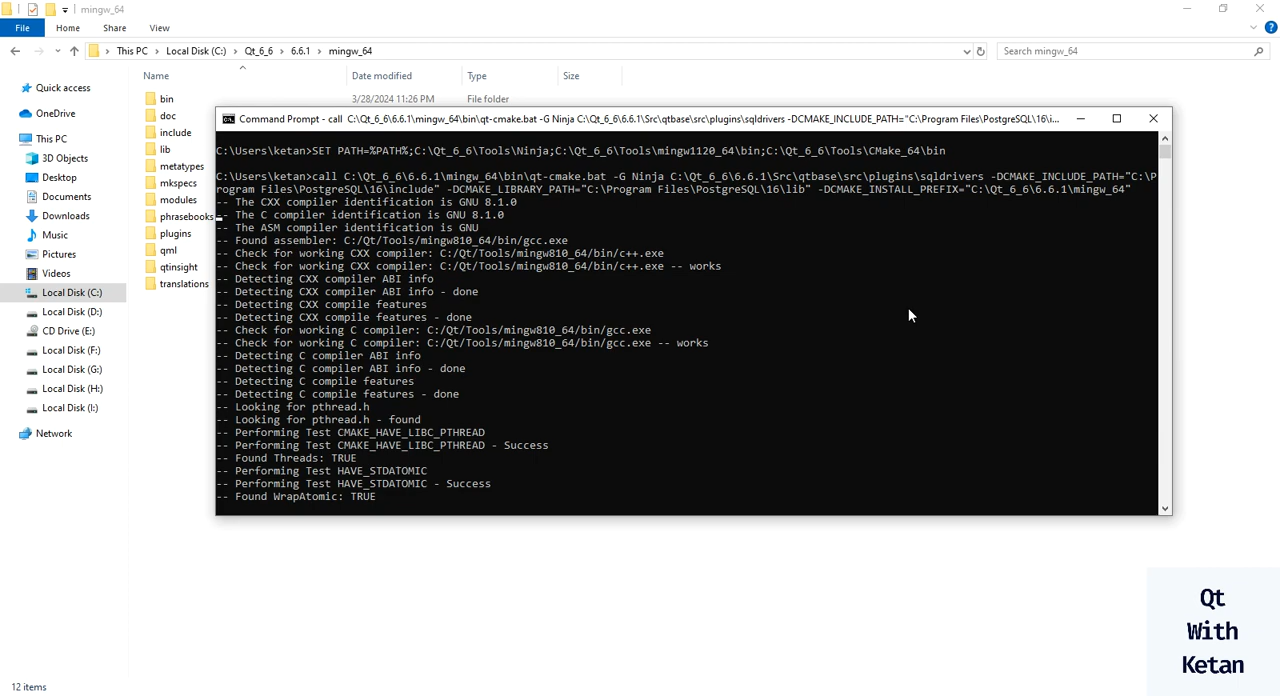 mingw_64
File
Home
Share
View
This PC > Local Disk (C:) > Qt_6_6 > 6.6.1 > mingw_64
Search mingw_64
Name
Date modified
Type
Size
Quick access
OneDrive
This PC
3D Objects
Desktop
Documents
Downloads
Music
Pictures
Videos
Local Disk (C:)
Local Disk (D:)
CD Drive (E:)
Local Disk (F:)
Local Disk (G:)
Local Disk (H:)
Local Disk (I:)
Network
bin
3/28/2024 11:26 PM
File folder
doc
include
lib
metatypes
mkspecs
modules
phrasebooks
plugins
qml
qtinsight
translations
Command Prompt - call C:\Qt_6_6\6.6.1\mingw_64\bin\qt-cmake.bat -G Ninja C:\Qt_6_6\6.6.1\Src\qtbase\src\plugins\sqldrivers -DCMAKE_INCLUDE_PATH="C:\Program Files\PostgreSQL\16\i...
C:\Users\ketan>SET PATH=%PATH%;C:\Qt_6_6\Tools\Ninja;C:\Qt_6_6\Tools\mingw1120_64\bin;C:\Qt_6_6\Tools\CMake_64\bin
C:\Users\ketan>call C:\Qt_6_6\6.6.1\mingw_64\bin\qt-cmake.bat -G Ninja C:\Qt_6_6\6.6.1\Src\qtbase\src\plugins\sqldrivers -DCMAKE_INCLUDE_PATH="C:\P
rogram Files\PostgreSQL\16\include" -DCMAKE_LIBRARY_PATH="C:\Program Files\PostgreSQL\16\lib" -DCMAKE_INSTALL_PREFIX="C:\Qt_6_6\6.6.1\mingw_64"
-- The CXX compiler identification is GNU 8.1.0
-- The C compiler identification is GNU 8.1.0
-- The ASM compiler identification is GNU
-- Found assembler: C:/Qt/Tools/mingw810_64/bin/gcc.exe
-- Check for working CXX compiler: C:/Qt/Tools/mingw810_64/bin/c++.exe
-- Check for working CXX compiler: C:/Qt/Tools/mingw810_64/bin/c++.exe -- works
-- Detecting CXX compiler ABI info
-- Detecting CXX compiler ABI info - done
-- Detecting CXX compile features
-- Detecting CXX compile features - done
-- Check for working C compiler: C:/Qt/Tools/mingw810_64/bin/gcc.exe
-- Check for working C compiler: C:/Qt/Tools/mingw810_64/bin/gcc.exe -- works
-- Detecting C compiler ABI info
-- Detecting C compiler ABI info - done
-- Detecting C compile features
-- Detecting C compile features - done
-- Looking for pthread.h
-- Looking for pthread.h - found
-- Performing Test CMAKE_HAVE_LIBC_PTHREAD
-- Performing Test CMAKE_HAVE_LIBC_PTHREAD - Success
-- Found Threads: TRUE
-- Performing Test HAVE_STDATOMIC
-- Performing Test HAVE_STDATOMIC - Success
-- Found WrapAtomic: TRUE
Qt
With
Ketan
12 items